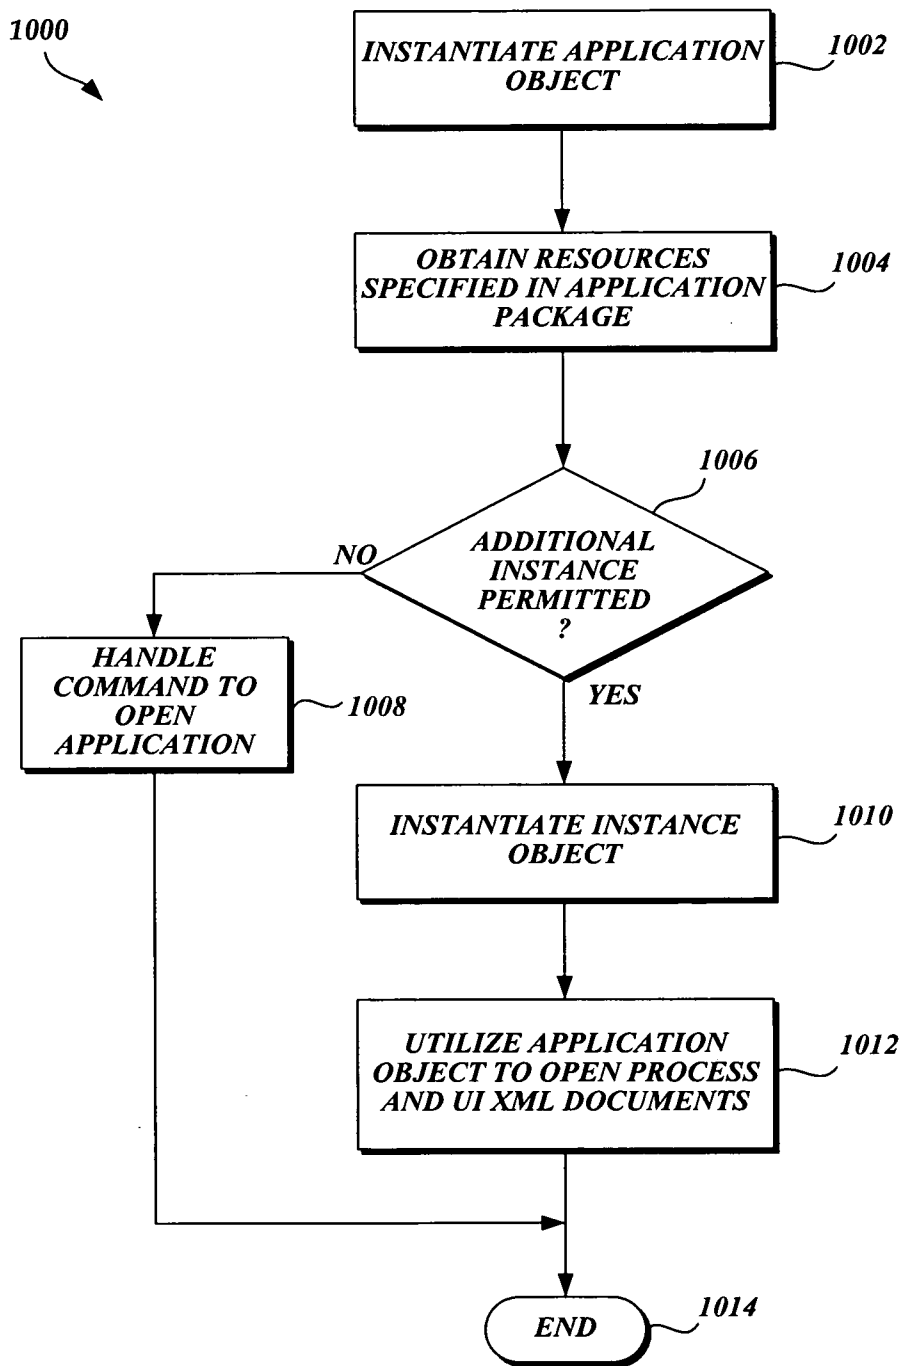 1000
INSTANTIATE APPLICATION
OBJECT
1002
OBTAIN RESOURCES
SPECIFIED IN APPLICATION
PACKAGE
1004
1006
ADDITIONAL
INSTANCE
PERMITTED
?
NO
YES
HANDLE
COMMAND TO
OPEN
APPLICATION
1008
INSTANTIATE INSTANCE
OBJECT
1010
UTILIZE APPLICATION
OBJECT TO OPEN PROCESS
AND UI XML DOCUMENTS
1012
END
1014